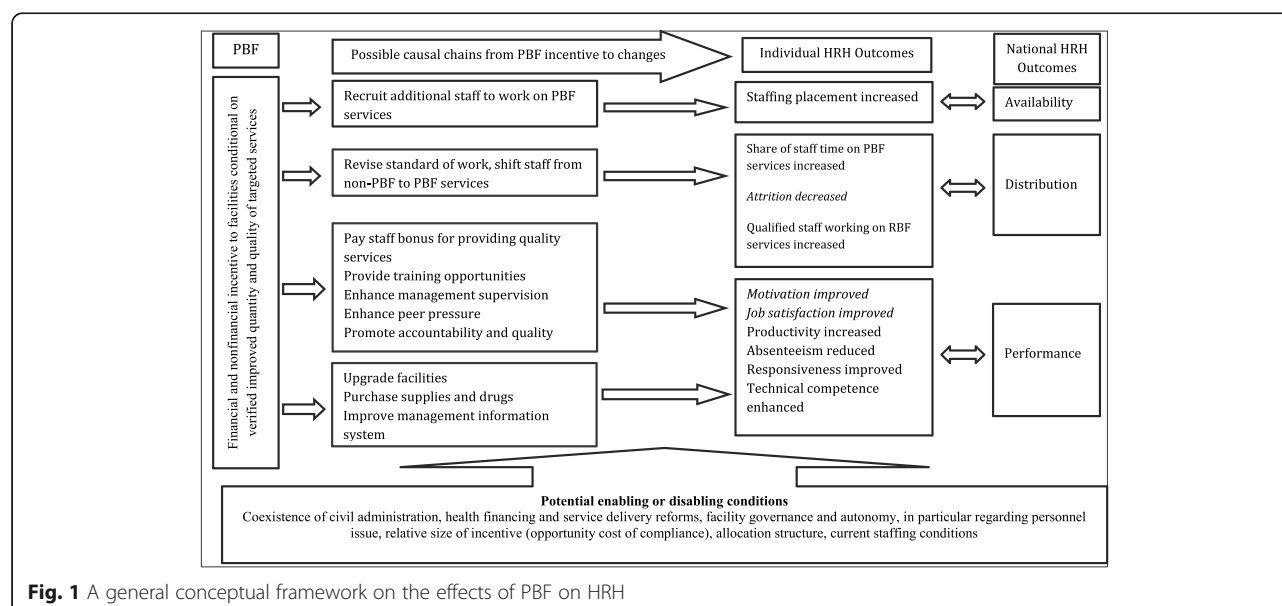 PBF
Possible causal chains from PBF incentive to changes
Individual HRH Outcomes
National HRH
Outcomes
Financial and nonfinancial incentive to facilities conditional on
verified improved quantity and quality of targeted services
Recruit additional staff to work on PBF
services
Staffing placement increased
Availability
Revise standard of work, shift staff from
non-PBF to PBF services
Share of staff time on PBF
services increased
Attrition decreased
Qualified staff working on RBF
services increased
Distribution
Pay staff bonus for providing quality
services
Provide training opportunities
Enhance management supervision
Enhance peer pressure
Promote accountability and quality
Motivation improved
Job satisfaction improved
Productivity increased
Absenteeism reduced
Responsiveness improved
Technical competence
enhanced
Performance
Upgrade facilities
Purchase supplies and drugs
Improve management information
system
Potential enabling or disabling conditions
Coexistence of civil administration, health financing and service delivery reforms, facility governance and autonomy, in particular regarding personnel
issue, relative size of incentive (opportunity cost of compliance), allocation structure, current staffing conditions
Fig. 1 A general conceptual framework on the effects of PBF on HRH